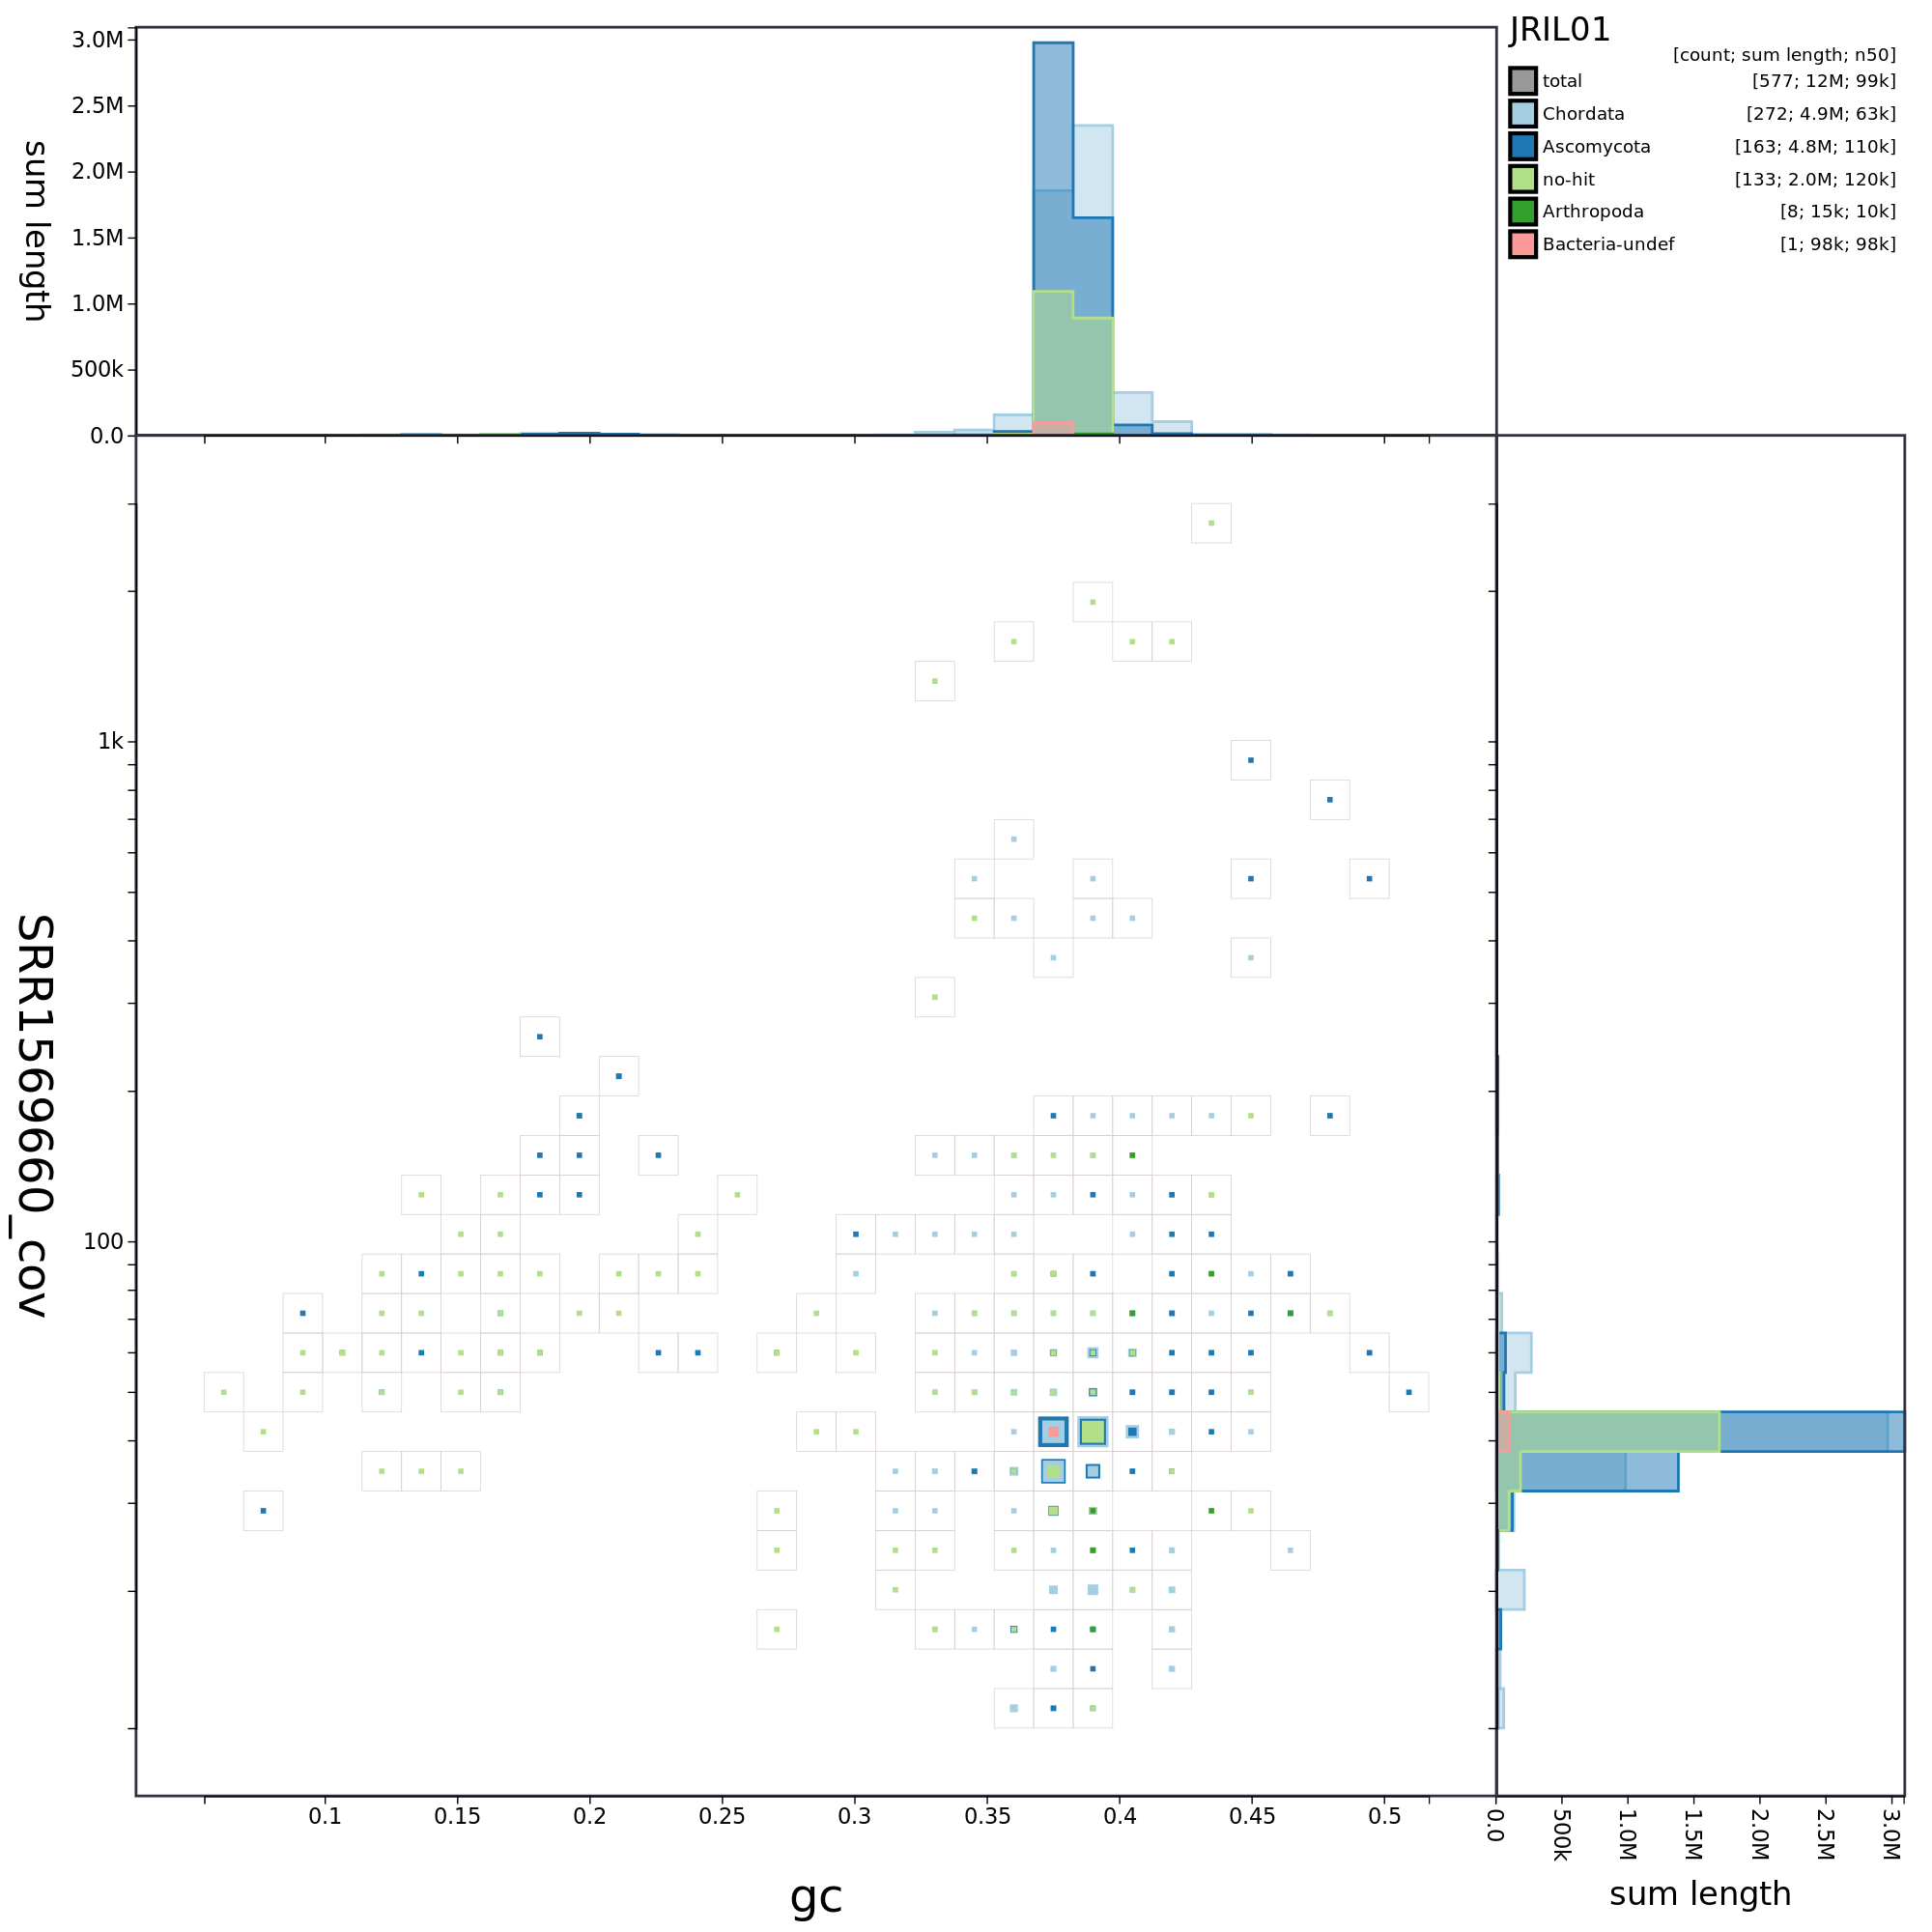 JRIL01
[count; sum length; n50]
total [577; 12M; 99k]
Chordata [272; 4.9M; 63k]
Ascomycota [163; 4.8M; 110k]
no-hit [133; 2.0M; 120k]
Arthropoda [8; 15k; 10k]
Bacteria-undef [1; 98k; 98k]
sum length
3.0M
2.5M
2.0M
1.5M
1.0M
500k
0.0
SRR1569660_cov
1k
100
0.1 0.15 0.2 0.25 0.3 0.35 0.4 0.45 0.5
gc
0.0 500k 1.0M 1.5M 2.0M 2.5M 3.0M
sum length